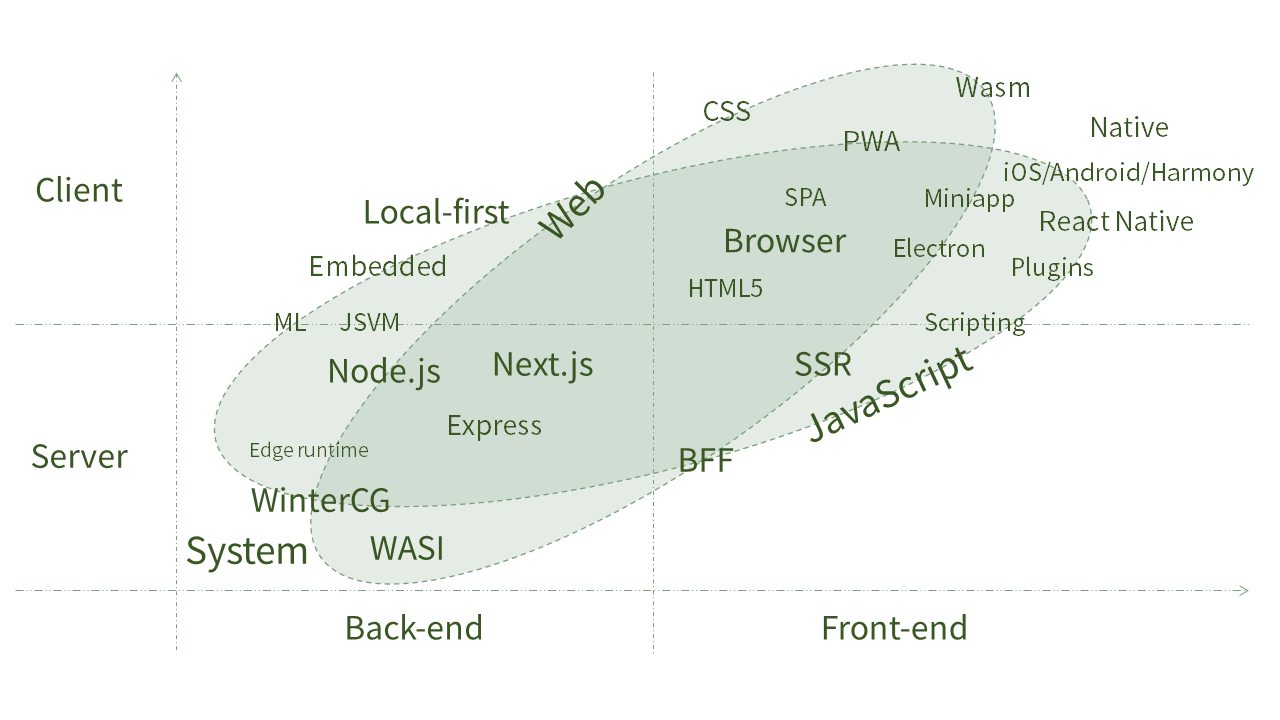 Wasm
CSS
Native
PWA
iOS/Android/Harmony
Client
SPA
Miniapp
Web
Local-first
React Native
Browser
Electron
Embedded
Plugins
HTML5
ML
JSVM
Scripting
Node.js
Next.js
SSR
JavaScript
Express
Edge runtime
Server
BFF
WinterCG
System
WASI
Back-end
Front-end